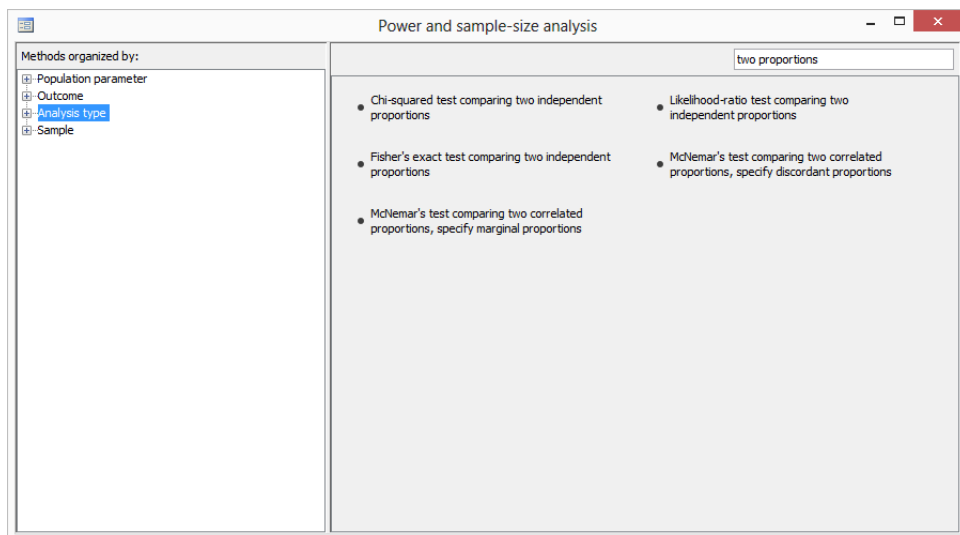 Power and sample-size analysis
Methods organized by:
two proportions
Population parameter
Outcome
Analysis type
Sample
Chi-squared test comparing two independent
proportions
Likelihood-ratio test comparing two
independent proportions
Fisher's exact test comparing two independent
proportions
McNemar's test comparing two correlated
proportions, specify discordant proportions
McNemar's test comparing two correlated
proportions, specify marginal proportions